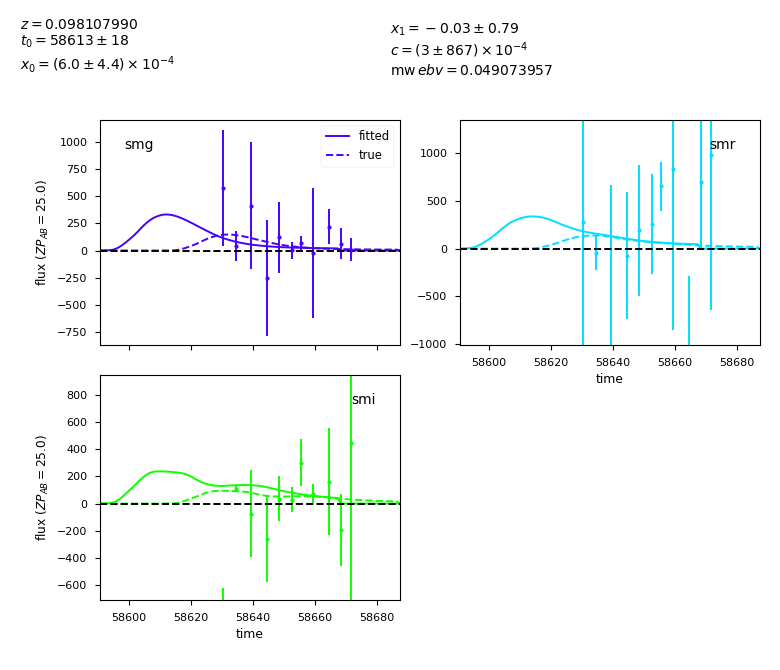 z = 0.098107990
t₀ = 58613 ± 18
x₀ = (6.0 ± 4.4) × 10⁻⁴
x₁ = −0.03 ± 0.79
c = (3 ± 867) × 10⁻⁴
mw ebv = 0.049073957
smg
fitted
true
1000
750
500
250
0
−250
−500
−750
flux (ZP_AB = 25.0)
smr
1000
500
0
−500
−1000
58600 58620 58640 58660 58680
time
smi
800
600
400
200
0
−200
−400
−600
flux (ZP_AB = 25.0)
58600 58620 58640 58660 58680
time